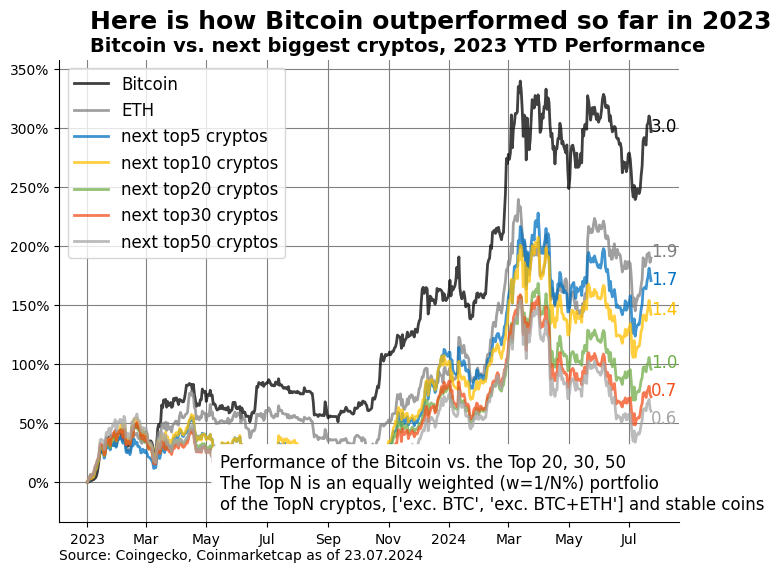 Here is how Bitcoin outperformed so far in 2023
Bitcoin vs. next biggest cryptos, 2023 YTD Performance
350%
300%
250%
200%
150%
100%
50%
0%
Bitcoin
ETH
next top5 cryptos
next top10 cryptos
next top20 cryptos
next top30 cryptos
next top50 cryptos
3.0
1.9
1.7
1.4
1.0
0.7
0.6
Performance of the Bitcoin vs. the Top 20, 30, 50
The Top N is an equally weighted (w=1/N%) portfolio
of the TopN cryptos, ['exc. BTC', 'exc. BTC+ETH'] and stable coins
2023 Mar May Jul Sep Nov 2024 Mar May Jul
Source: Coingecko, Coinmarketcap as of 23.07.2024